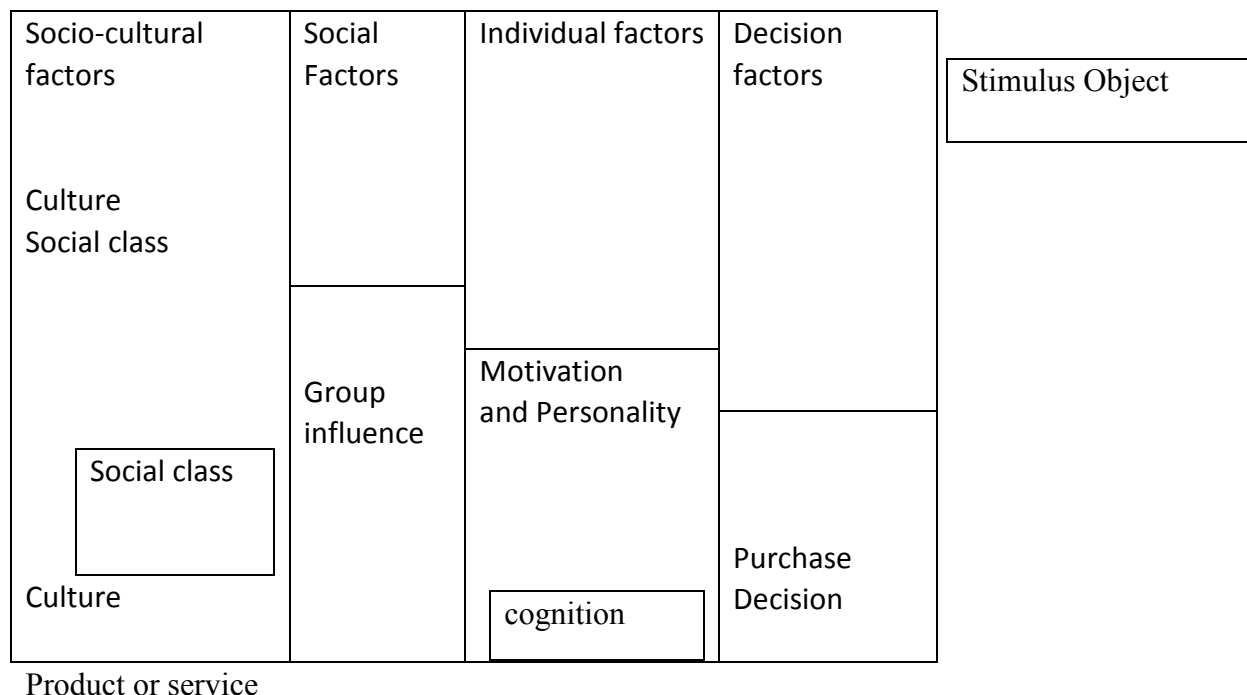 Socio-cultural
factors
Culture
Social class
Social class
Culture
Social
Factors
Group
influence
Individual factors
Motivation
and Personality
cognition
Decision
factors
Purchase
Decision
Stimulus Object
Product or service